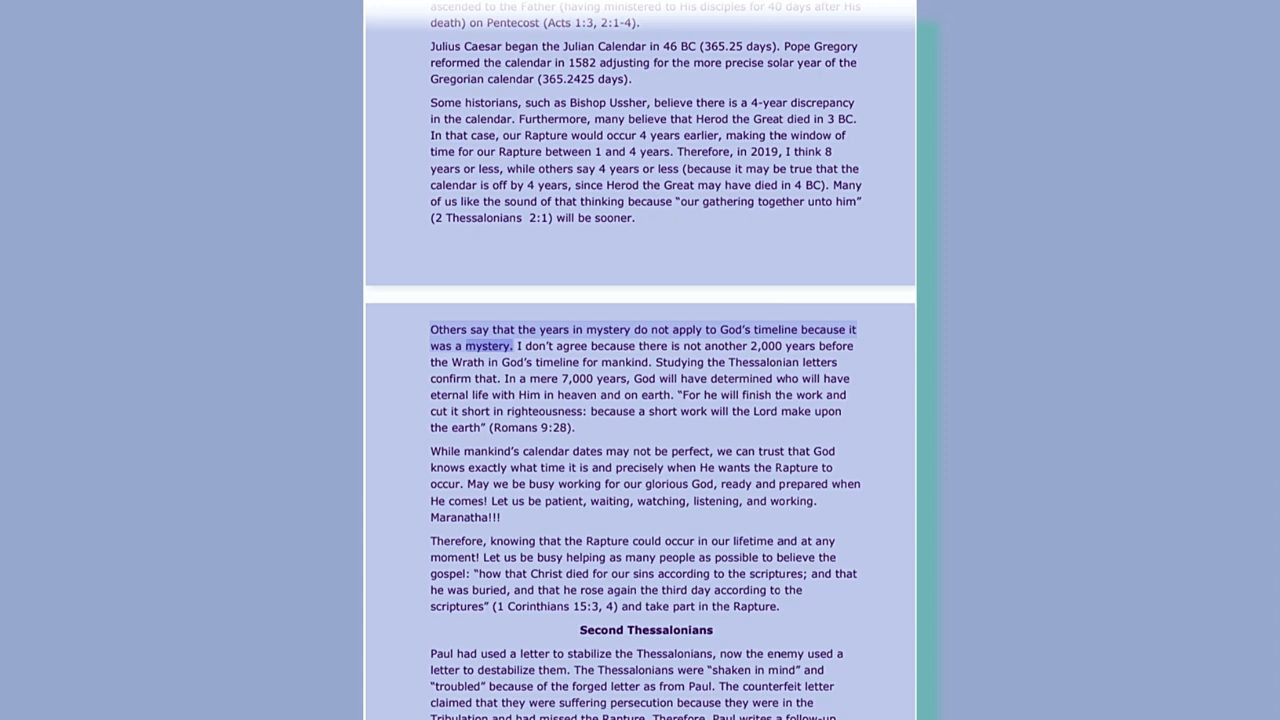 ascended to the Father (having ministered to His disciples for 40 days after His
death) on Pentecost (Acts 1:3, 2:1-4).
Julius Caesar began the Julian Calendar in 46 BC (365.25 days). Pope Gregory
reformed the calendar in 1582 adjusting for the more precise solar year of the
Gregorian calendar (365.2425 days).
Some historians, such as Bishop Ussher, believe there is a 4-year discrepancy
in the calendar. Furthermore, many believe that Herod the Great died in 3 BC.
In that case, our Rapture would occur 4 years earlier, making the window of
time for our Rapture between 1 and 4 years. Therefore, in 2019, I think 8
years or less, while others say 4 years or less (because it may be true that the
calendar is off by 4 years, since Herod the Great may have died in 4 BC). Many
of us like the sound of that thinking because “our gathering together unto him”
(2 Thessalonians  2:1) will be sooner.
Others say that the years in mystery do not apply to God’s timeline because it
was a mystery. I don’t agree because there is not another 2,000 years before
the Wrath in God’s timeline for mankind. Studying the Thessalonian letters
confirm that. In a mere 7,000 years, God will have determined who will have
eternal life with Him in heaven and on earth. “For he will finish the work and
cut it short in righteousness: because a short work will the Lord make upon
the earth” (Romans 9:28).
While mankind’s calendar dates may not be perfect, we can trust that God
knows exactly what time it is and precisely when He wants the Rapture to
occur. May we be busy working for our glorious God, ready and prepared when
He comes! Let us be patient, waiting, watching, listening, and working.
Maranatha!!!
Therefore, knowing that the Rapture could occur in our lifetime and at any
moment! Let us be busy helping as many people as possible to believe the
gospel: “how that Christ died for our sins according to the scriptures; and that
he was buried, and that he rose again the third day according to the
scriptures” (1 Corinthians 15:3, 4) and take part in the Rapture.
Second Thessalonians
Paul had used a letter to stabilize the Thessalonians, now the enemy used a
letter to destabilize them. The Thessalonians were “shaken in mind” and
“troubled” because of the forged letter as from Paul. The counterfeit letter
claimed that they were suffering persecution because they were in the
Tribulation and had missed the Rapture. Therefore, Paul writes a follow-up